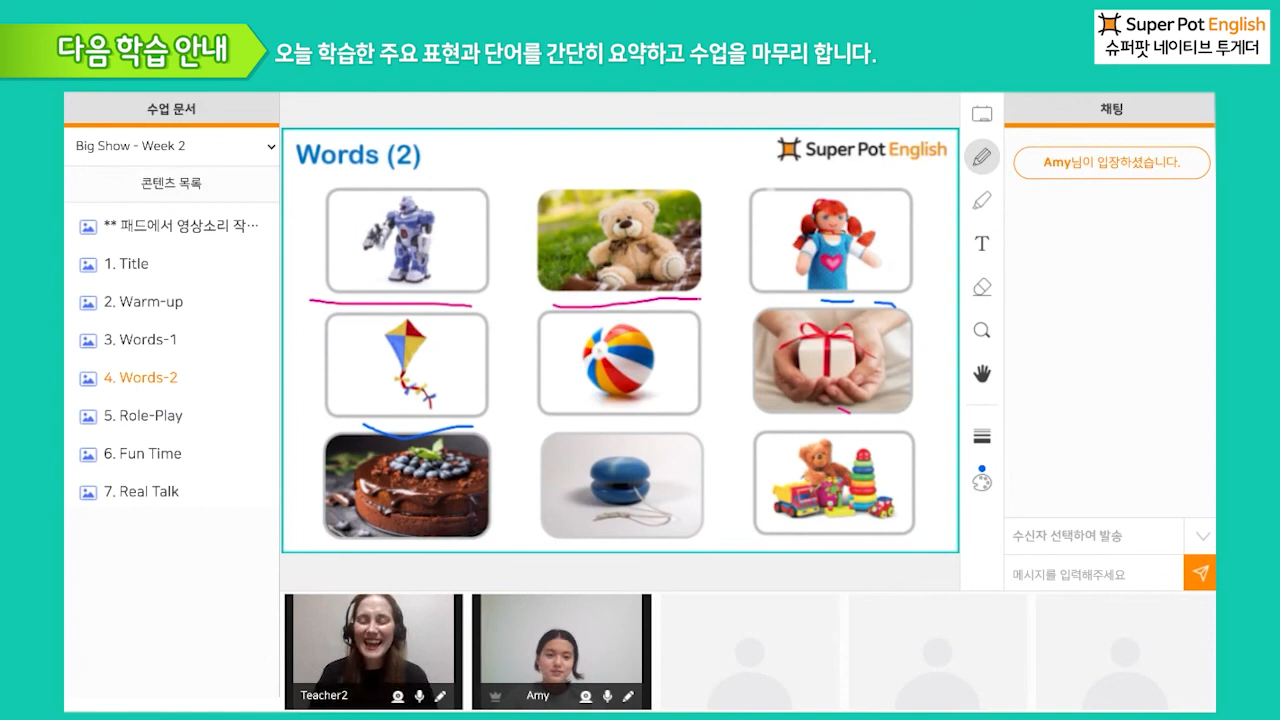 다음 학습 안내
오늘 학습한 주요 표현과 단어를 간단히 요약하고 수업을 마무리 합니다.
Super Pot English
슈퍼팟 네이티브 투게더
수업 문서
Big Show - Week 2
콘텐츠 목록
** 패드에서 영상소리 작···
1. Title
2. Warm-up
3. Words-1
4. Words-2
5. Role-Play
6. Fun Time
7. Real Talk
Words (2)
Super Pot English
T
채팅
Amy님이 입장하셨습니다.
수신자 선택하여 발송
메시지를 입력해주세요
Teacher2
Amy